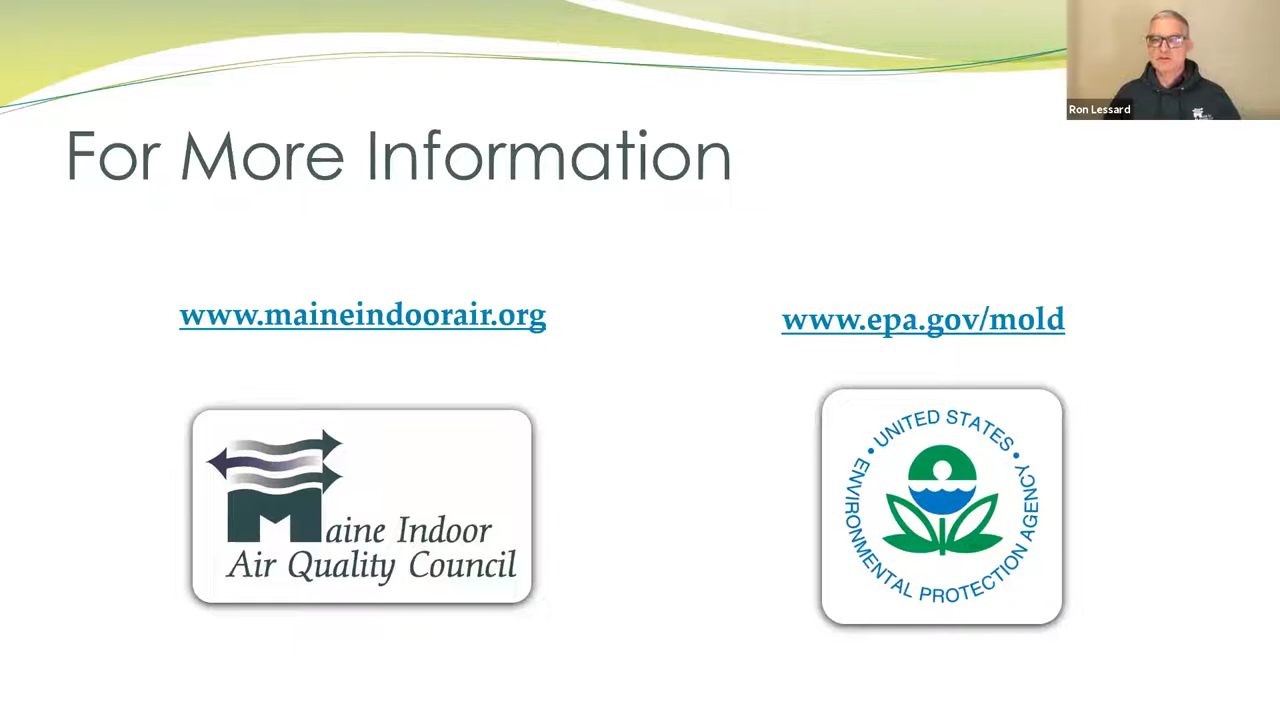 Ron Lessard
For More Information
www.maineindoorair.org
www.epa.gov/mold
Maine Indoor
Air Quality Council
• UNITED STATES •
ENVIRONMENTAL PROTECTION AGENCY